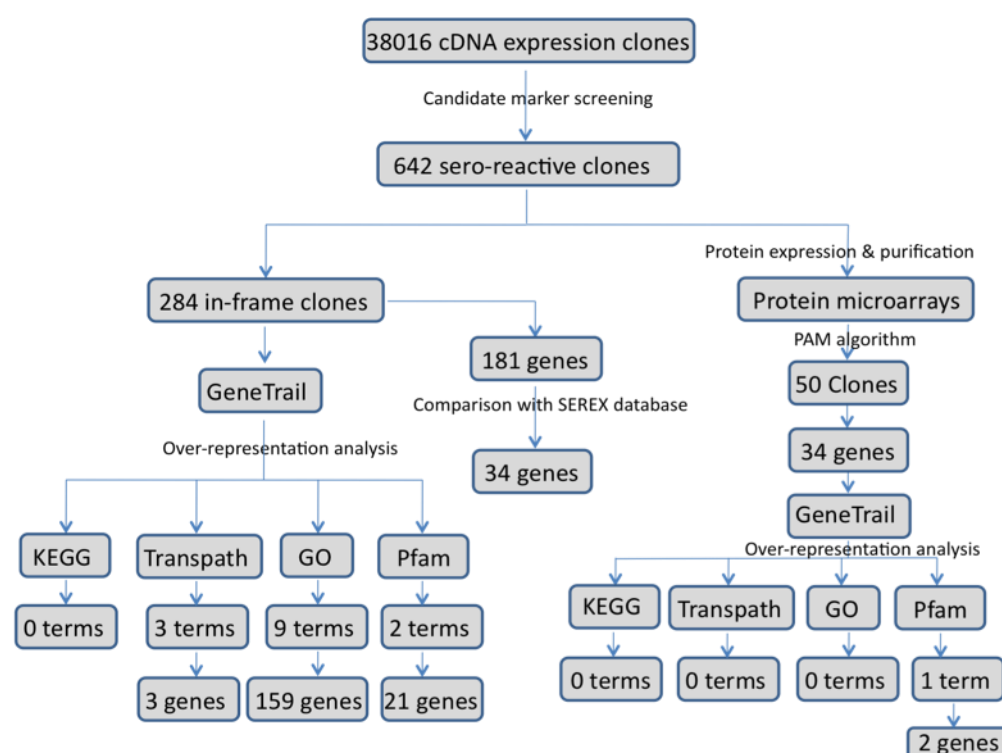 38016 cDNA expression clones
Candidate marker screening
642 sero-reactive clones
Protein expression & purification
284 in-frame clones
Protein microarrays
PAM algorithm
181 genes
50 Clones
GeneTrail
Comparison with SEREX database
34 genes
Over-representation analysis
34 genes
GeneTrail
Over-representation analysis
KEGG
Transpath
GO
Pfam
0 terms
3 terms
9 terms
2 terms
3 genes
159 genes
21 genes
KEGG
Transpath
GO
Pfam
0 terms
0 terms
0 terms
1 term
2 genes